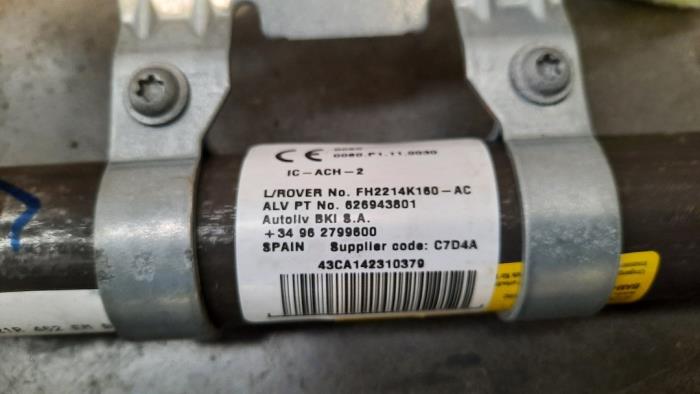 CE 0080.P1.11.0030
IC-ACH-2
L/ROVER No. FH2214K160-AC
ALV PT No. 626943801
Autoliv BKI S.A.
+34 96 2799600
SPAIN Supplier code: C7D4A
43CA142310379